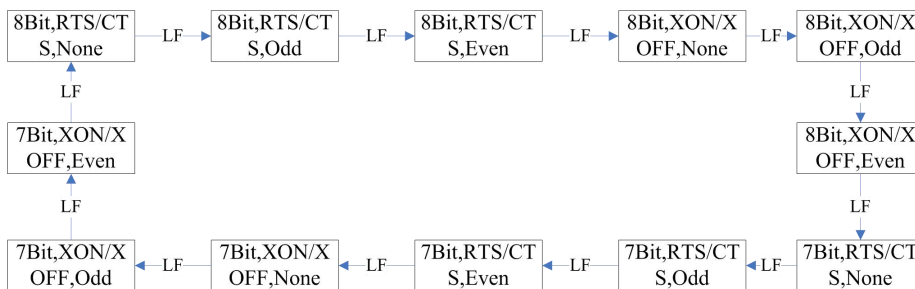 8Bit,RTS/CT
S,None
LF
8Bit,RTS/CT
S,Odd
LF
8Bit,RTS/CT
S,Even
LF
8Bit,XON/X
OFF,None
LF
8Bit,XON/X
OFF,Odd
LF
8Bit,XON/X
OFF,Even
LF
7Bit,RTS/CT
S,None
LF
7Bit,RTS/CT
S,Odd
LF
7Bit,RTS/CT
S,Even
LF
7Bit,XON/X
OFF,None
LF
7Bit,XON/X
OFF,Odd
LF
7Bit,XON/X
OFF,Even
LF